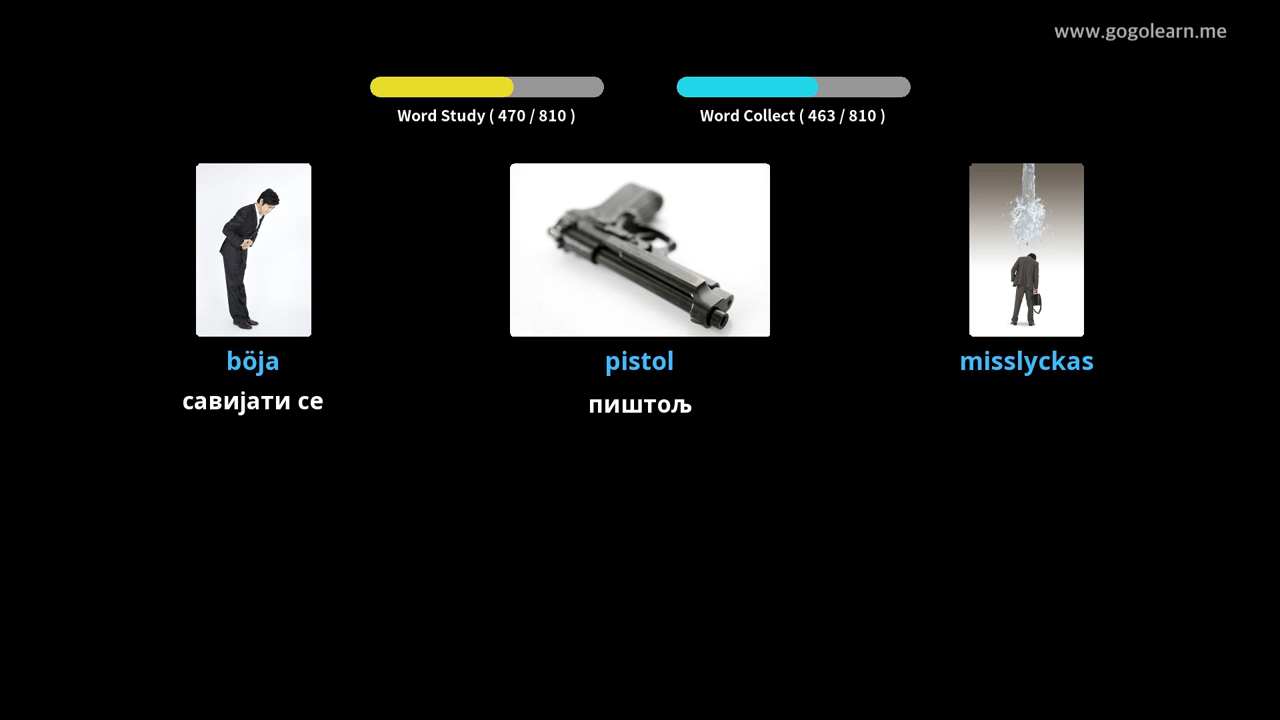 www.gogolearn.me
Word Study ( 470 / 810 )
Word Collect ( 463 / 810 )
böja
pistol
misslyckas
савијати се
пиштољ